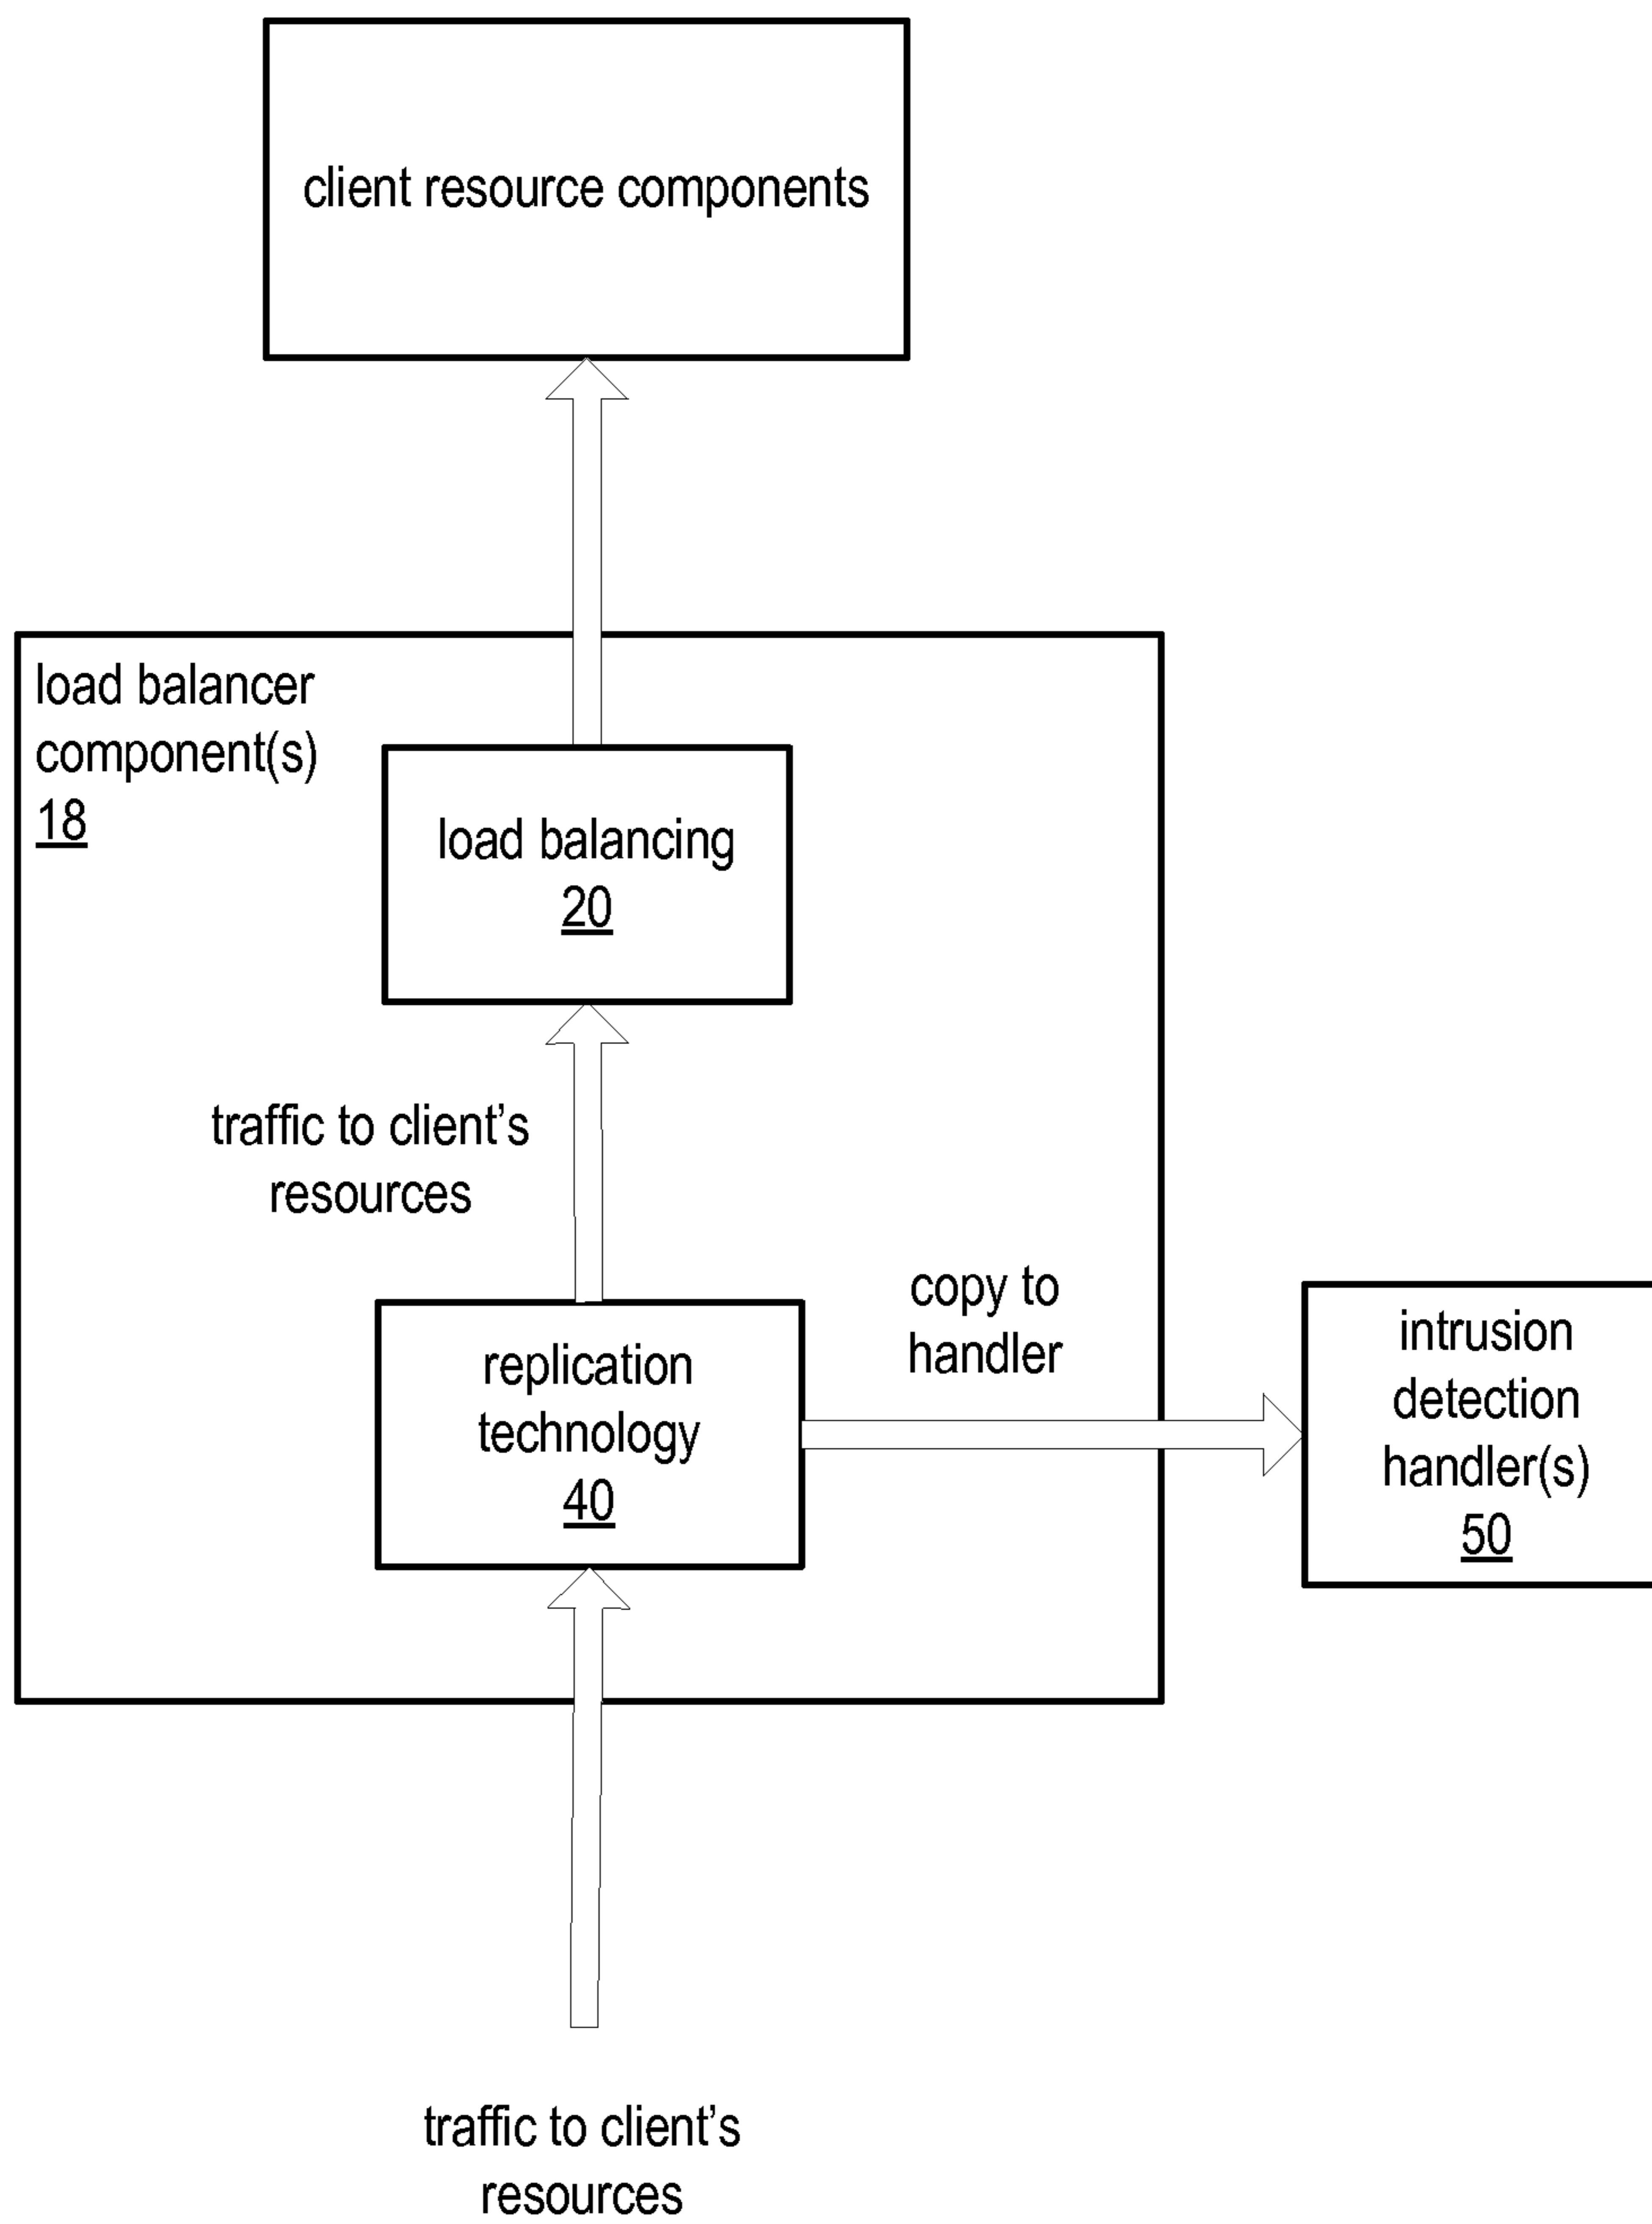 client resource components
load balancer
component(s)
18
load balancing
20
traffic to client’s
resources
copy to
handler
replication
technology
40
intrusion
detection
handler(s)
50
traffic to client’s
resources